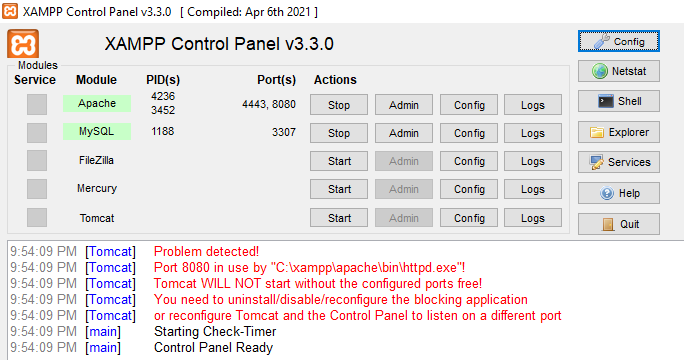 XAMPP Control Panel v3.3.0 [ Compiled: Apr 6th 2021 ]
XAMPP Control Panel v3.3.0
Config
Modules
Service Module PID(s) Port(s) Actions
Netstat
Apache 4236 3452 4443, 8080 Stop Admin Config Logs
Shell
MySQL 1188 3307 Stop Admin Config Logs
Explorer
FileZilla Start Admin Config Logs
Services
Mercury Start Admin Config Logs
Help
Tomcat Start Admin Config Logs
Quit
9:54:09 PM [Tomcat] Problem detected!
9:54:09 PM [Tomcat] Port 8080 in use by "C:\xampp\apache\bin\httpd.exe"!
9:54:09 PM [Tomcat] Tomcat WILL NOT start without the configured ports free!
9:54:09 PM [Tomcat] You need to uninstall/disable/reconfigure the blocking application
9:54:09 PM [Tomcat] or reconfigure Tomcat and the Control Panel to listen on a different port
9:54:09 PM [main] Starting Check-Timer
9:54:09 PM [main] Control Panel Ready